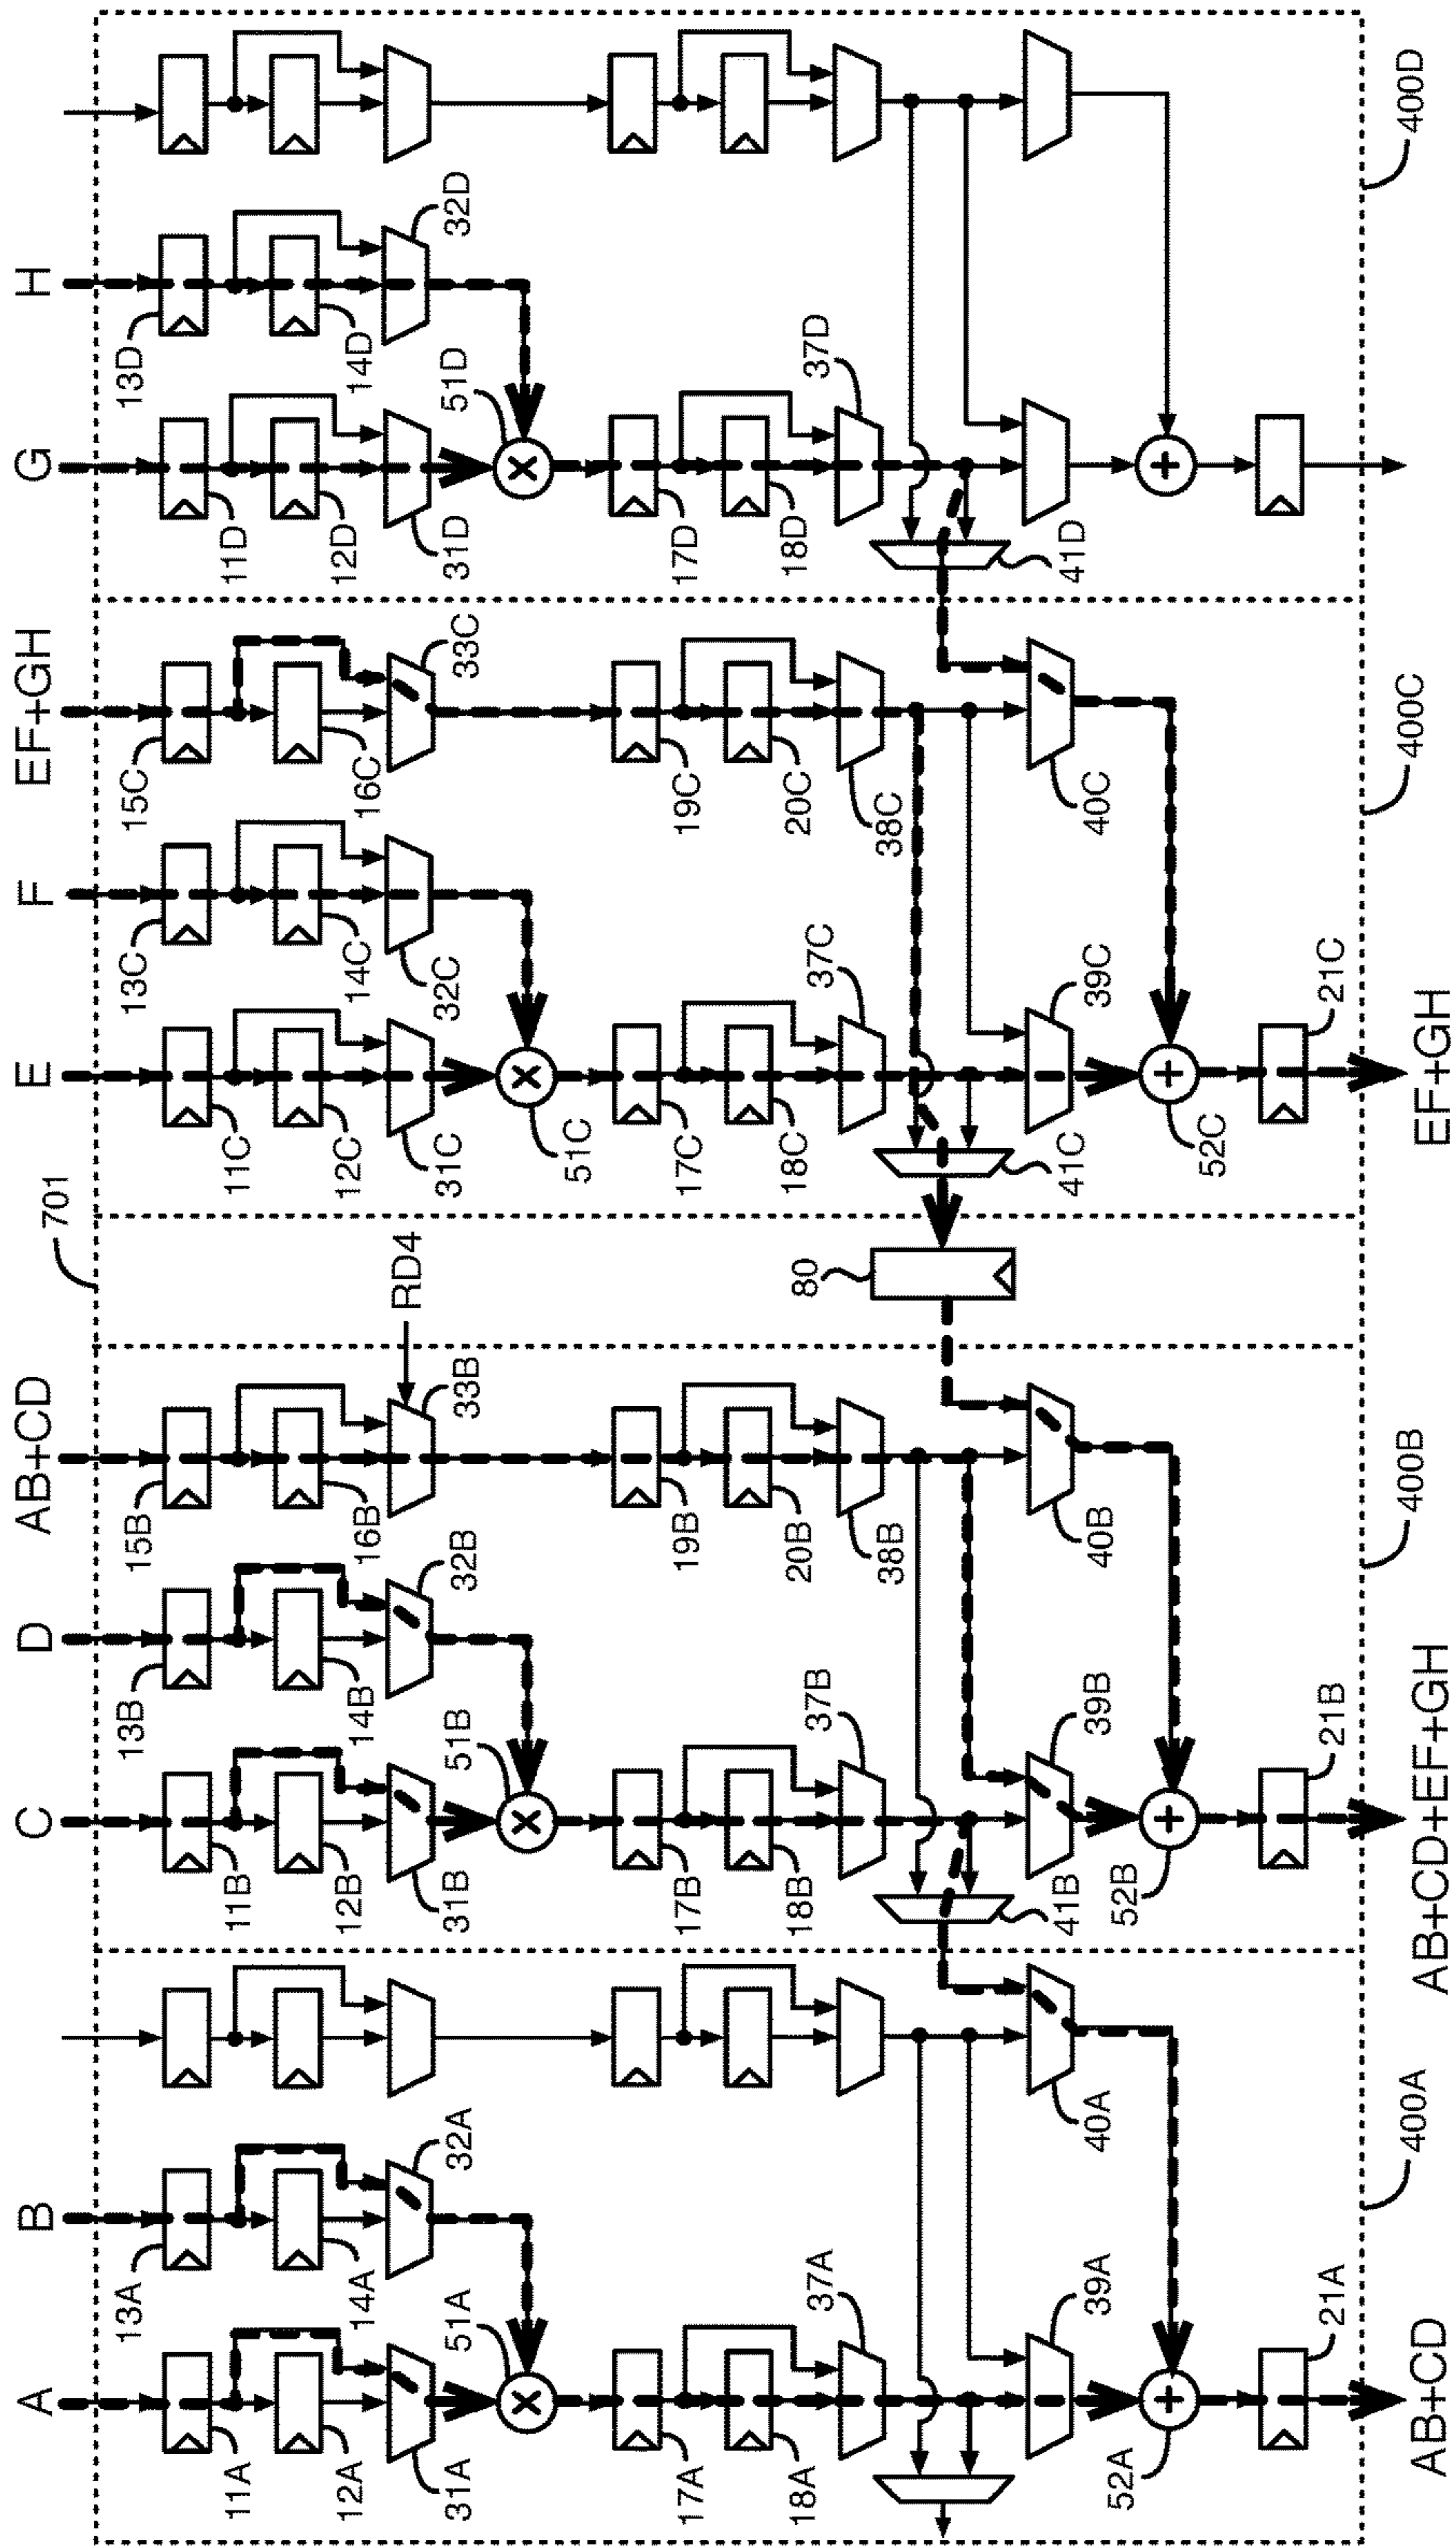 A B C D AB+CD E F EF+GH G H
701
13A 13B 15B 13C 15C 13D
11A 11B 11C 11D
12A 14A 12B 14B 16B 12C 14C 16C 12D 14D
RD4
31A 32A 31B 32B 33B 31C 32C 33C 31D 32D
51A 51B 51C 51D
17A 17B 19B 17C 19C 17D
18A 18B 20B 18C 20C 18D
37A 37B 80 37C 37D
38B 38C
41B 41C 41D
39A 40A 39B 40B 39C 40C
52A 52B 52C
21A 21B 21C
400A 400B 400C 400D
AB+CD AB+CD+EF+GH EF+GH